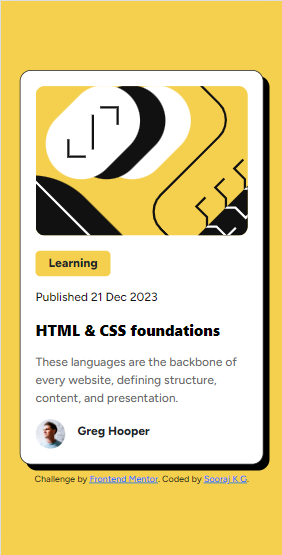 Learning
Published 21 Dec 2023
HTML & CSS foundations
These languages are the backbone of
every website, defining structure,
content, and presentation.
Greg Hooper
Challenge by Frontend Mentor. Coded by Sooraj K.C.